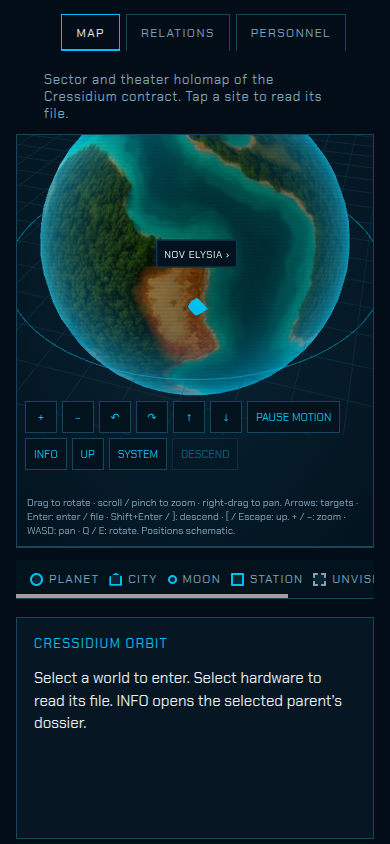 MAP
RELATIONS
PERSONNEL
Sector and theater holomap of the
Cressidium contract. Tap a site to read its
file.
NOV ELYSIA ›
+ − ↶ ↷ ↑ ↓ PAUSE MOTION
INFO UP SYSTEM DESCEND
Drag to rotate · scroll / pinch to zoom · right-drag to pan. Arrows: targets ·
Enter: enter / file · Shift+Enter / ]: descend · [ / Escape: up. + / −: zoom ·
WASD: pan · Q / E: rotate. Positions schematic.
PLANET CITY MOON STATION UNVISI
CRESSIDIUM ORBIT
Select a world to enter. Select hardware to
read its file. INFO opens the selected parent's
dossier.